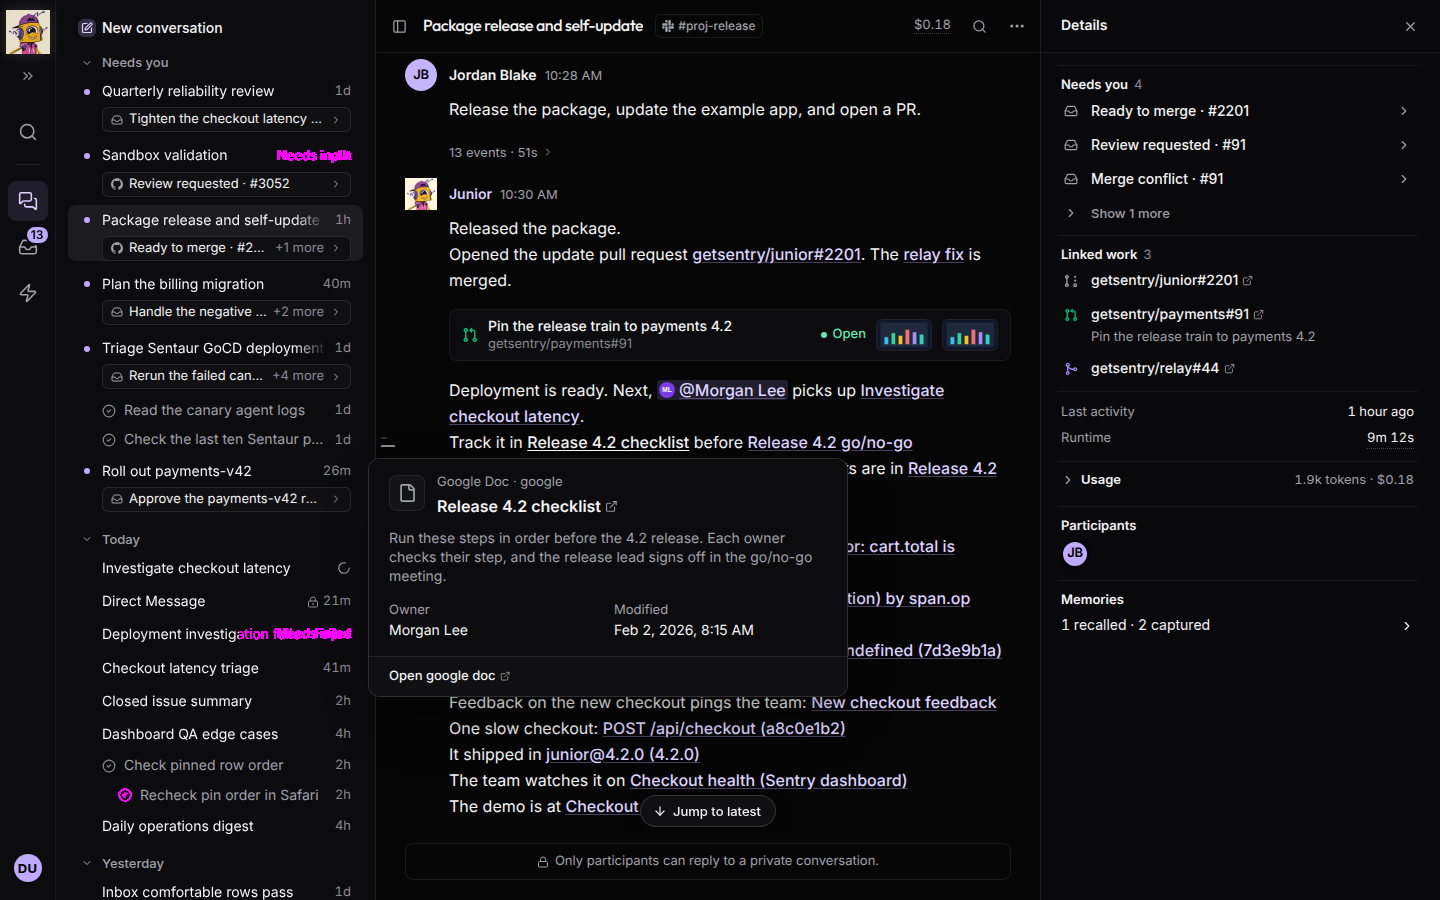 New conversation
Needs you
Quarterly reliability review 1d
Tighten the checkout latency ...
Sandbox validation
Review requested · #3052
Package release and self-update 1h
Ready to merge · #2... +1 more
13
Plan the billing migration 40m
Handle the negative ... +2 more
Triage Sentaur GoCD deployment 1d
Rerun the failed can... +4 more
Read the canary agent logs 1d
Check the last ten Sentaur p... 1d
Roll out payments-v42 26m
Approve the payments-v42 r...
Today
Investigate checkout latency
Direct Message 21m
Deployment investigation
Checkout latency triage 41m
Closed issue summary 2h
Dashboard QA edge cases 4h
Check pinned row order 2h
Recheck pin order in Safari 2h
Daily operations digest 4h
Yesterday
Inbox comfortable rows pass 1d
DU
Package release and self-update #proj-release $0.18
JB Jordan Blake 10:28 AM
Release the package, update the example app, and open a PR.
13 events · 51s
Junior 10:30 AM
Released the package.
Opened the update pull request getsentry/junior#2201. The relay fix is
merged.
Pin the release train to payments 4.2
getsentry/payments#91
Open
Deployment is ready. Next, ML @Morgan Lee picks up Investigate
checkout latency.
Track it in Release 4.2 checklist before Release 4.2 go/no-go
ts are in Release 4.2
Google Doc · google
Release 4.2 checklist
Run these steps in order before the 4.2 release. Each owner
checks their step, and the release lead signs off in the go/no-go
meeting.
Owner Modified
Morgan Lee Feb 2, 2026, 8:15 AM
Open google doc
or: cart.total is
tion) by span.op
ndefined (7d3e9b1a)
Feedback on the new checkout pings the team: New checkout feedback
One slow checkout: POST /api/checkout (a8c0e1b2)
It shipped in junior@4.2.0 (4.2.0)
The team watches it on Checkout health (Sentry dashboard)
The demo is at Checkout
Jump to latest
Only participants can reply to a private conversation.
Details
Needs you 4
Ready to merge · #2201
Review requested · #91
Merge conflict · #91
Show 1 more
Linked work 3
getsentry/junior#2201
getsentry/payments#91
Pin the release train to payments 4.2
getsentry/relay#44
Last activity 1 hour ago
Runtime 9m 12s
Usage 1.9k tokens · $0.18
Participants
JB
Memories
1 recalled · 2 captured